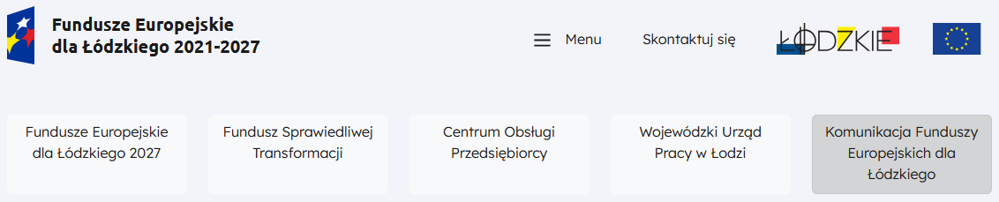 Fundusze Europejskie
dla Łódzkiego 2021-2027
Menu
Skontaktuj się
ŁÓDZKIE
Fundusze Europejskie
dla Łódzkiego 2027
Fundusz Sprawiedliwej
Transformacji
Centrum Obsługi
Przedsiębiorcy
Wojewódzki Urząd
Pracy w Łodzi
Komunikacja Funduszy
Europejskich dla
Łódzkiego